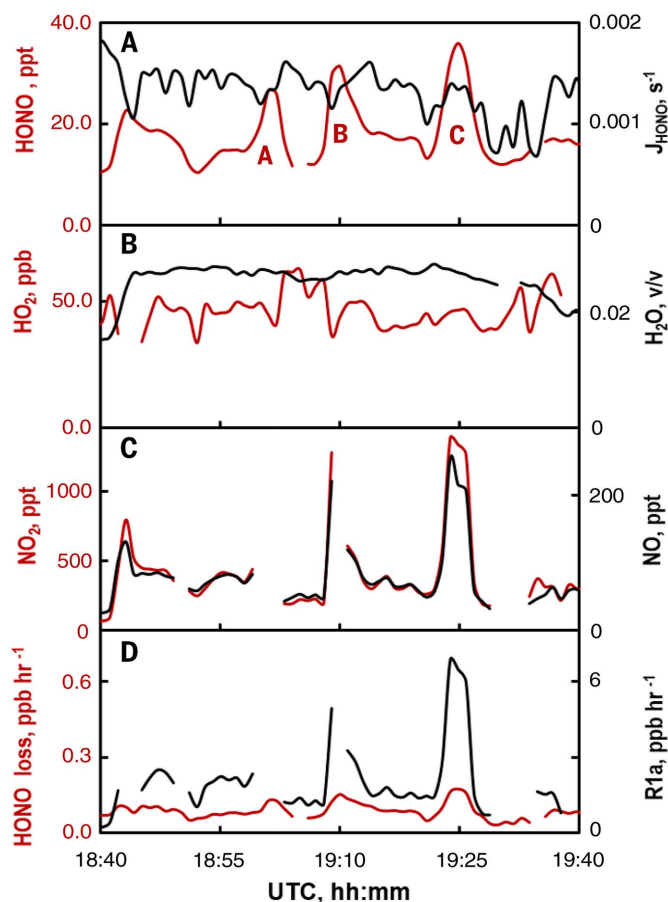 40.0
20.0
0.0
HONO, ppt
A
A
B
C
0.002
0.001
0
J_HONO, s⁻¹
B
50.0
0.0
HO₂, ppb
0.02
0
H₂O, v/v
C
1000
500
0
NO₂, ppt
200
0
NO, ppt
D
0.6
0.3
0.0
HONO loss, ppb hr⁻¹
6
3
0
R1a, ppb hr⁻¹
18:40 18:55 19:10 19:25 19:40
UTC, hh:mm